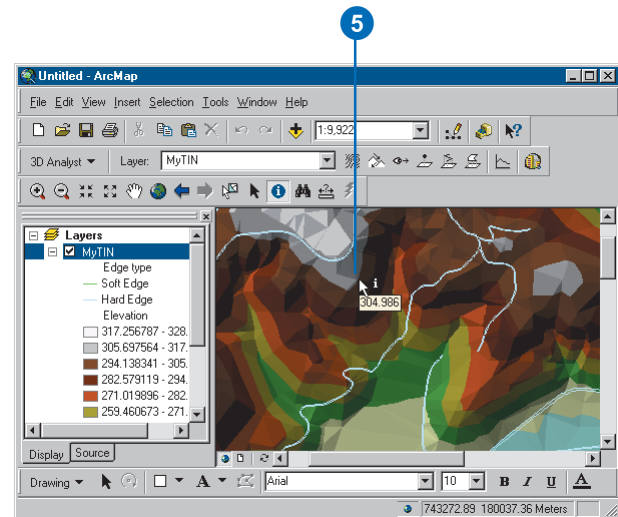 5
Untitled - ArcMap
File Edit View Insert Selection Tools Window Help
1:9,922
3D Analyst Layer: MyTIN
Layers
MyTIN
Edge type
Soft Edge
Hard Edge
Elevation
317.256787 - 328.
305.697564 - 317.
294.138341 - 305.
282.579119 - 294.
271.019896 - 282.
259.460673 - 271.
304.986
Display Source
Drawing A Arial 10 B I U A
743272.89 180037.36 Meters